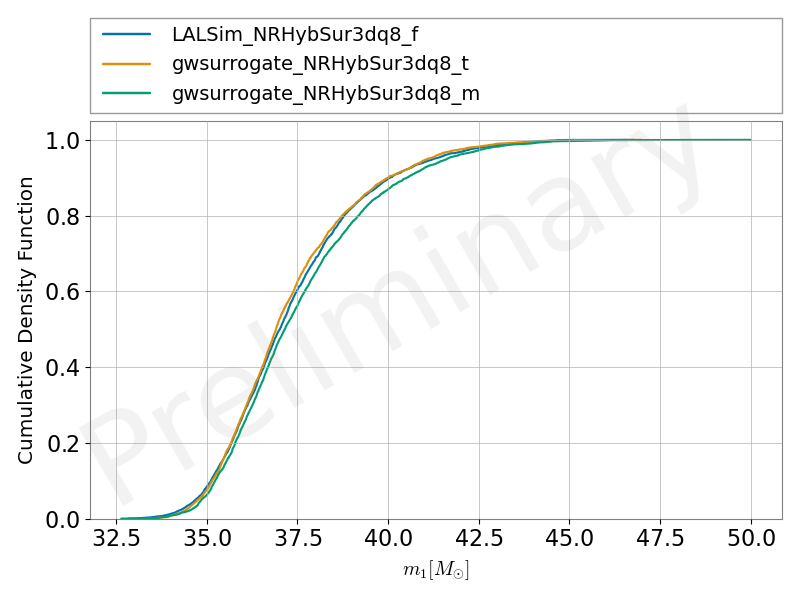 LALSim_NRHybSur3dq8_f
gwsurrogate_NRHybSur3dq8_t
gwsurrogate_NRHybSur3dq8_m
Preliminary
Cumulative Density Function
1.0
0.8
0.6
0.4
0.2
0.0
32.5 35.0 37.5 40.0 42.5 45.0 47.5 50.0
m₁[M☉]